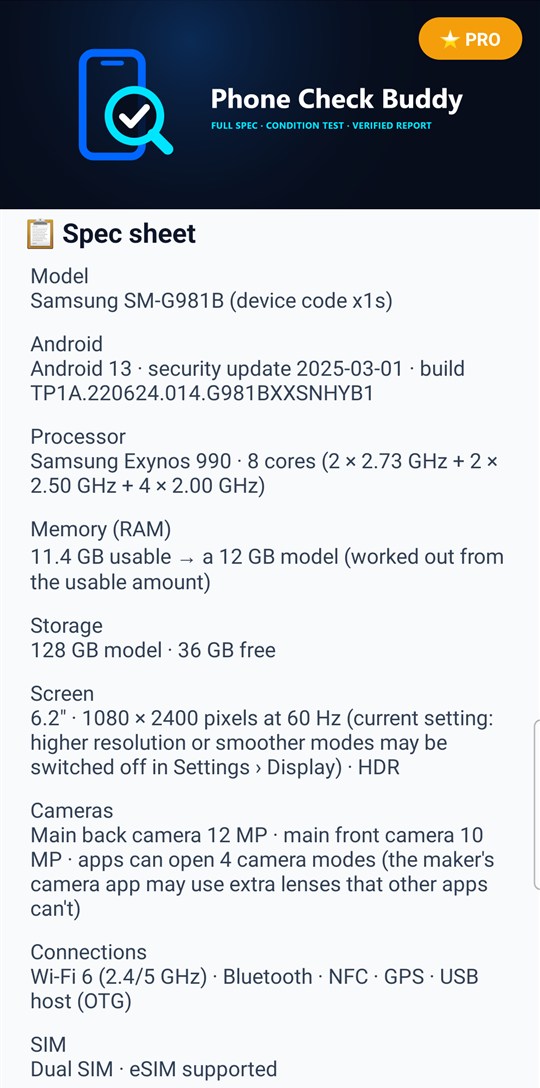 ⭐ PRO
Phone Check Buddy
FULL SPEC · CONDITION TEST · VERIFIED REPORT
📋 Spec sheet
Model
Samsung SM-G981B (device code x1s)
Android
Android 13 · security update 2025-03-01 · build
TP1A.220624.014.G981BXXSNHYB1
Processor
Samsung Exynos 990 · 8 cores (2 × 2.73 GHz + 2 ×
2.50 GHz + 4 × 2.00 GHz)
Memory (RAM)
11.4 GB usable → a 12 GB model (worked out from
the usable amount)
Storage
128 GB model · 36 GB free
Screen
6.2" · 1080 × 2400 pixels at 60 Hz (current setting:
higher resolution or smoother modes may be
switched off in Settings › Display) · HDR
Cameras
Main back camera 12 MP · main front camera 10
MP · apps can open 4 camera modes (the maker's
camera app may use extra lenses that other apps
can't)
Connections
Wi-Fi 6 (2.4/5 GHz) · Bluetooth · NFC · GPS · USB
host (OTG)
SIM
Dual SIM · eSIM supported